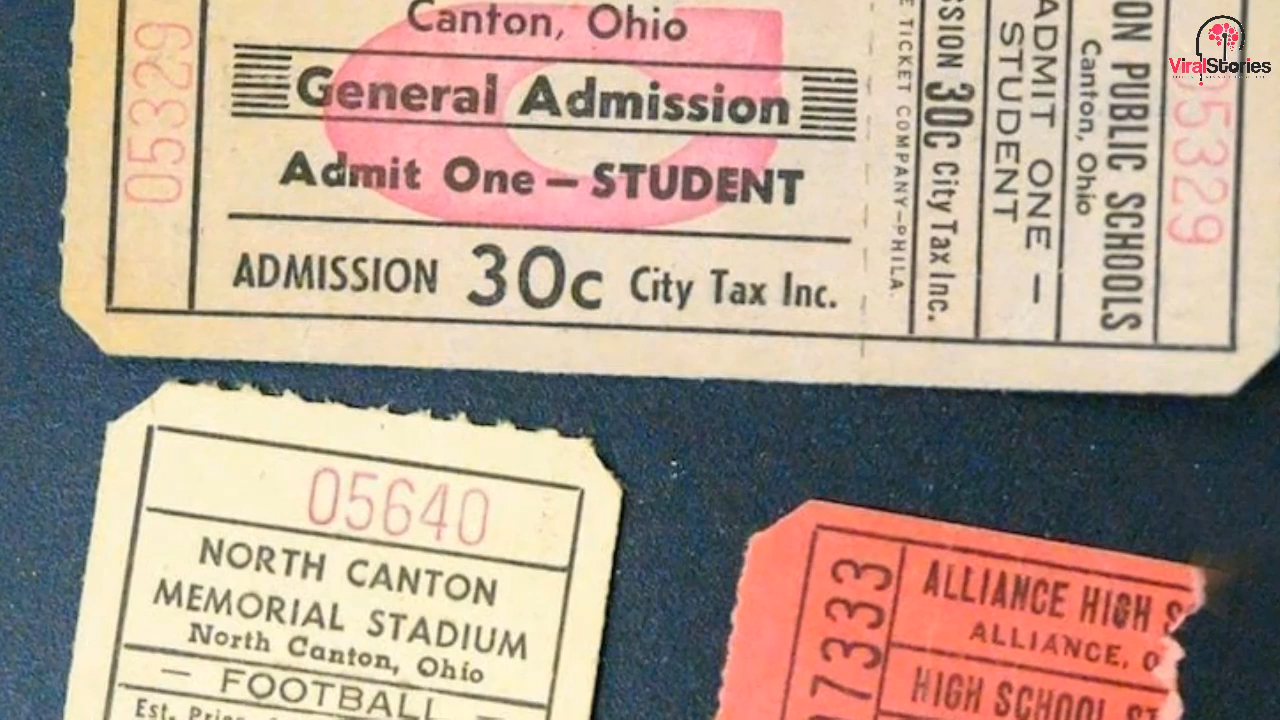 Canton, Ohio
General Admission
Admit One – STUDENT
ADMISSION 30c City Tax Inc.
05329
TICKET COMPANY–PHILA.
30c City Tax Inc.
ADMIT ONE –
STUDENT
PUBLIC SCHOOLS
Canton, Ohio
05329
ViralStories
05640
NORTH CANTON
MEMORIAL STADIUM
North Canton, Ohio
– FOOTBALL –
Est.
7333
ALLIANCE HIGH
ALLIANCE,
HIGH SCHOOL